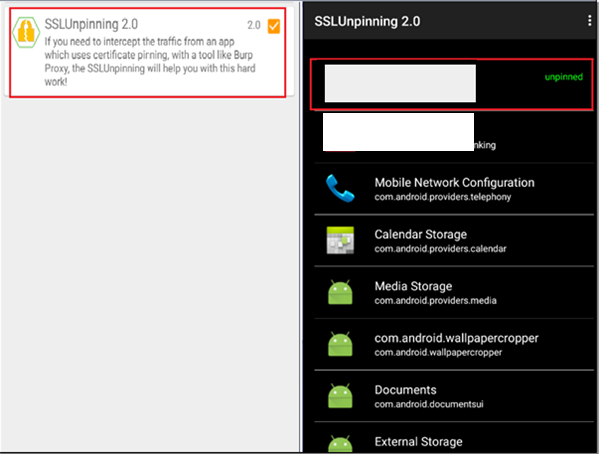 SSLUnpinning 2.0
2.0
If you need to intercept the traffic from an app
which uses certificate pirning, with a tool like Burp
Proxy, the SSLUnpinning will help you with this hard
work!
SSLUnpinning 2.0
unpinned
nking
Mobile Network Configuration
com.android.providers.telephony
Calendar Storage
com.android.providers.calendar
Media Storage
com.android.providers.media
com.android.wallpapercropper
com.android.wallpapercropper
Documents
com.android.documentsui
External Storage